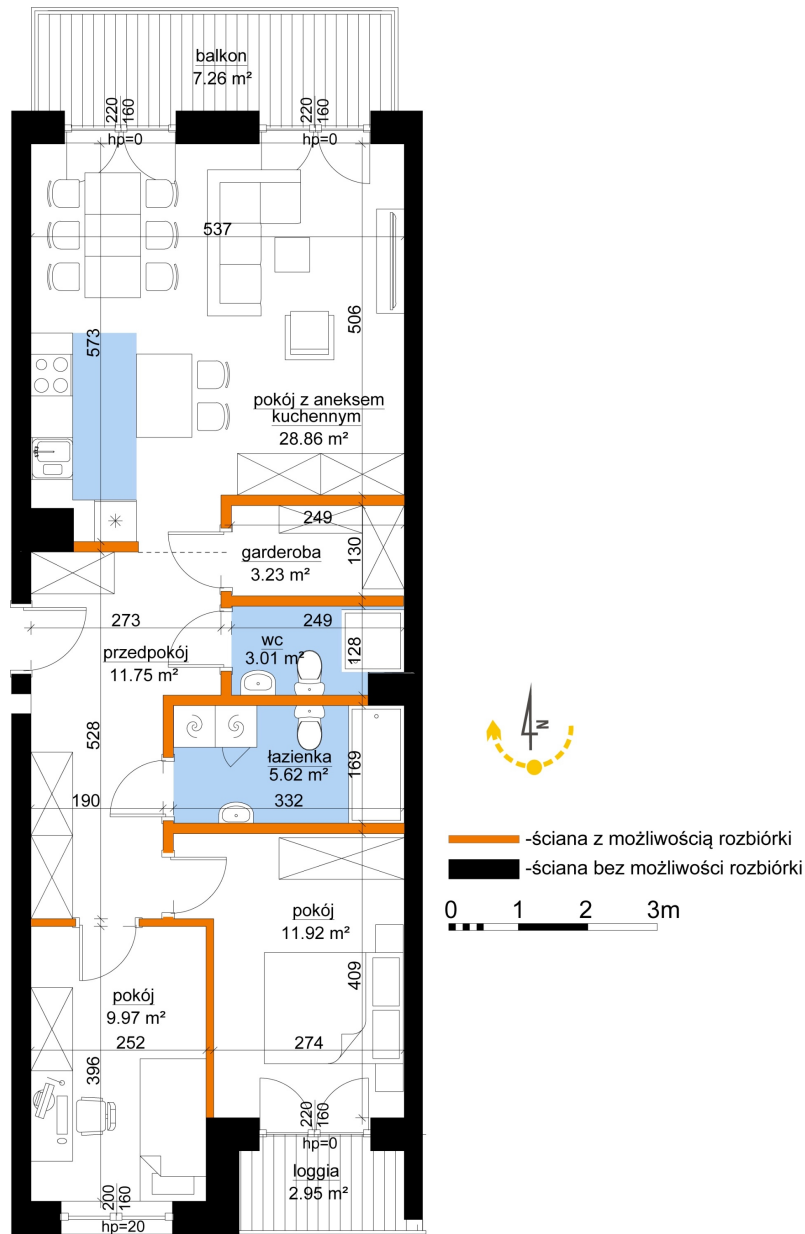 balkon
7.26 m²
220
160
hp=0
220
160
hp=0
537
573
506
pokój z aneksem
kuchennym
28.86 m²
249
garderoba
3.23 m²
130
273
249
wc
3.01 m²
128
przedpokój
11.75 m²
528
łazienka
5.62 m²
169
190
332
N
-ściana z możliwością rozbiórki
-ściana bez możliwości rozbiórki
0 1 2 3m
pokój
11.92 m²
409
pokój
9.97 m²
252
274
396
220
160
hp=0
loggia
2.95 m²
200
160
hp=20